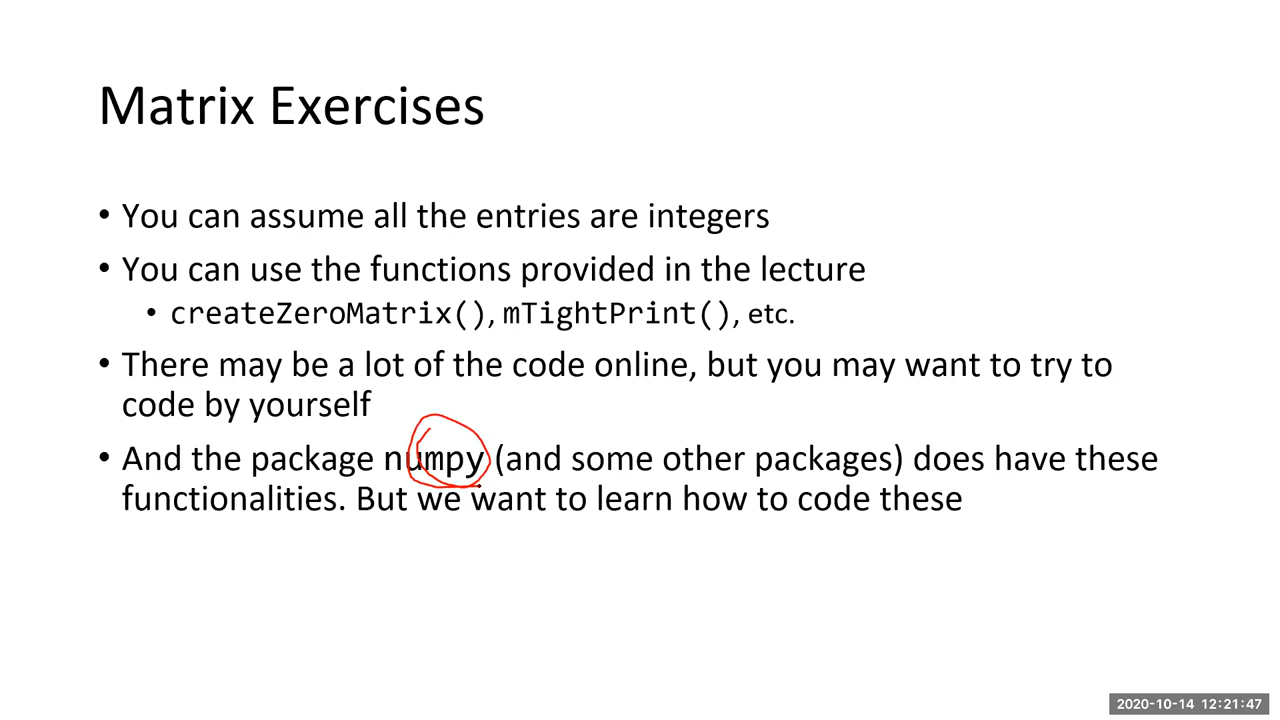 Matrix Exercises
• You can assume all the entries are integers
• You can use the functions provided in the lecture
• createZeroMatrix(), mTightPrint(), etc.
• There may be a lot of the code online, but you may want to try to
code by yourself
• And the package numpy (and some other packages) does have these
functionalities. But we want to learn how to code these
2020-10-14 12:21:47